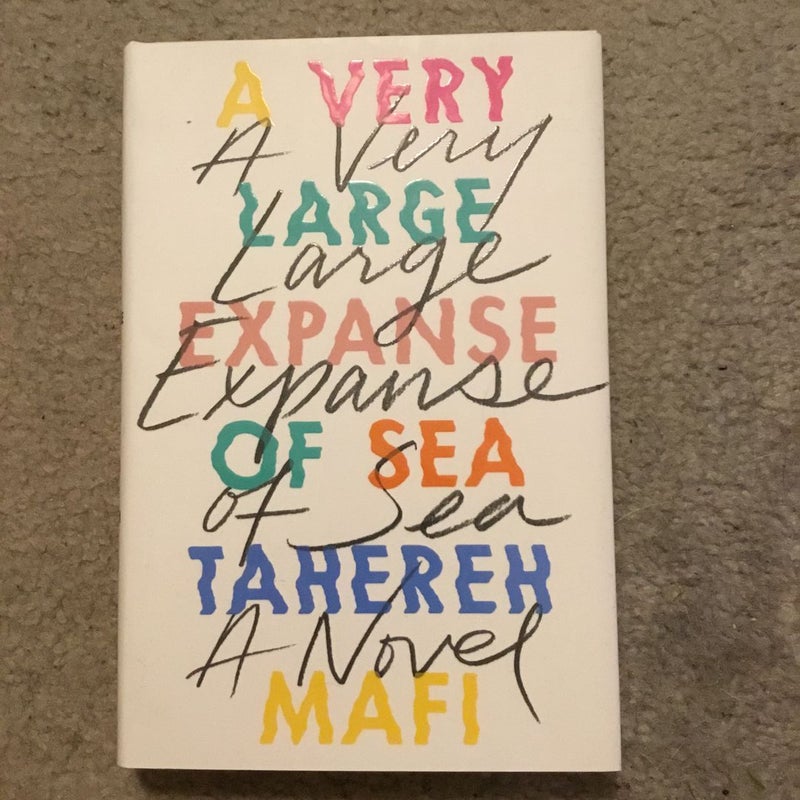 A VERY
A Very
LARGE
Large
EXPANSE
Expanse
OF SEA
of Sea
TAHEREH
A Novel
MAFI